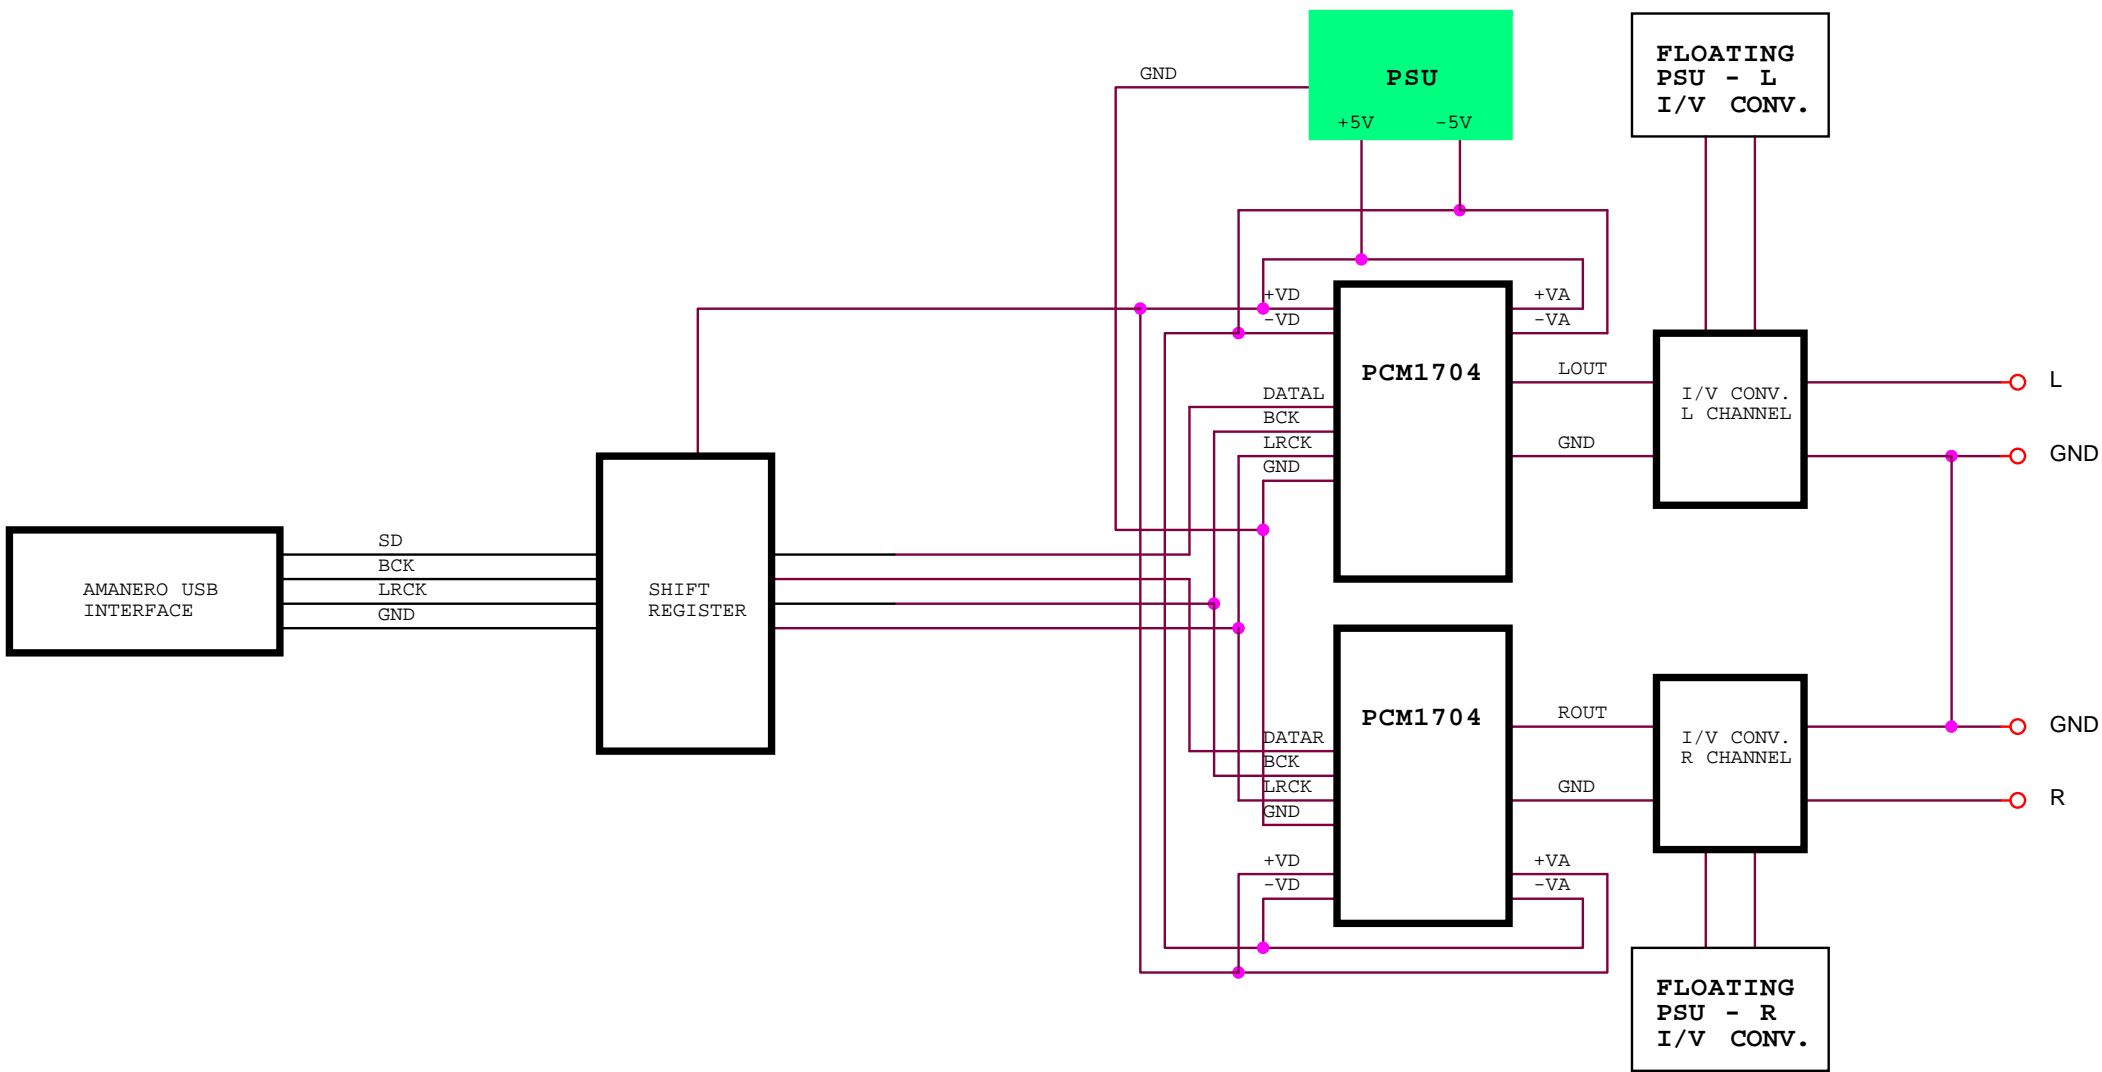 GND
PSU
+5V
-5V
FLOATING
PSU - L
I/V CONV.
+VD
-VD
+VA
-VA
PCM1704
LOUT
GND
DATAL
BCK
LRCK
GND
I/V CONV.
L CHANNEL
L
GND
AMANERO USB
INTERFACE
SD
BCK
LRCK
GND
SHIFT
REGISTER
PCM1704
ROUT
GND
DATAR
BCK
LRCK
GND
+VD
-VD
+VA
-VA
I/V CONV.
R CHANNEL
GND
R
FLOATING
PSU - R
I/V CONV.